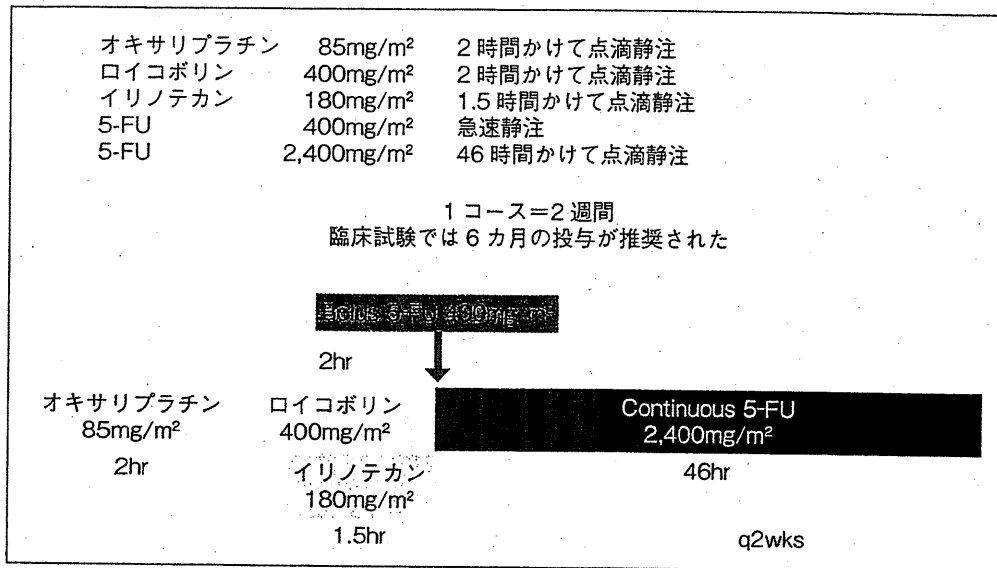 オキサリプラチン 85mg/m² 2時間かけて点滴静注
ロイコボリン 400mg/m² 2時間かけて点滴静注
イリノテカン 180mg/m² 1.5時間かけて点滴静注
5-FU 400mg/m² 急速静注
5-FU 2,400mg/m² 46時間かけて点滴静注
1コース=2週間
臨床試験では6カ月の投与が推奨された
Bolus 5-FU 400mg/m²
2hr
オキサリプラチン ロイコボリン Continuous 5-FU
85mg/m² 400mg/m² 2,400mg/m²
2hr イリノテカン 46hr
180mg/m²
1.5hr q2wks